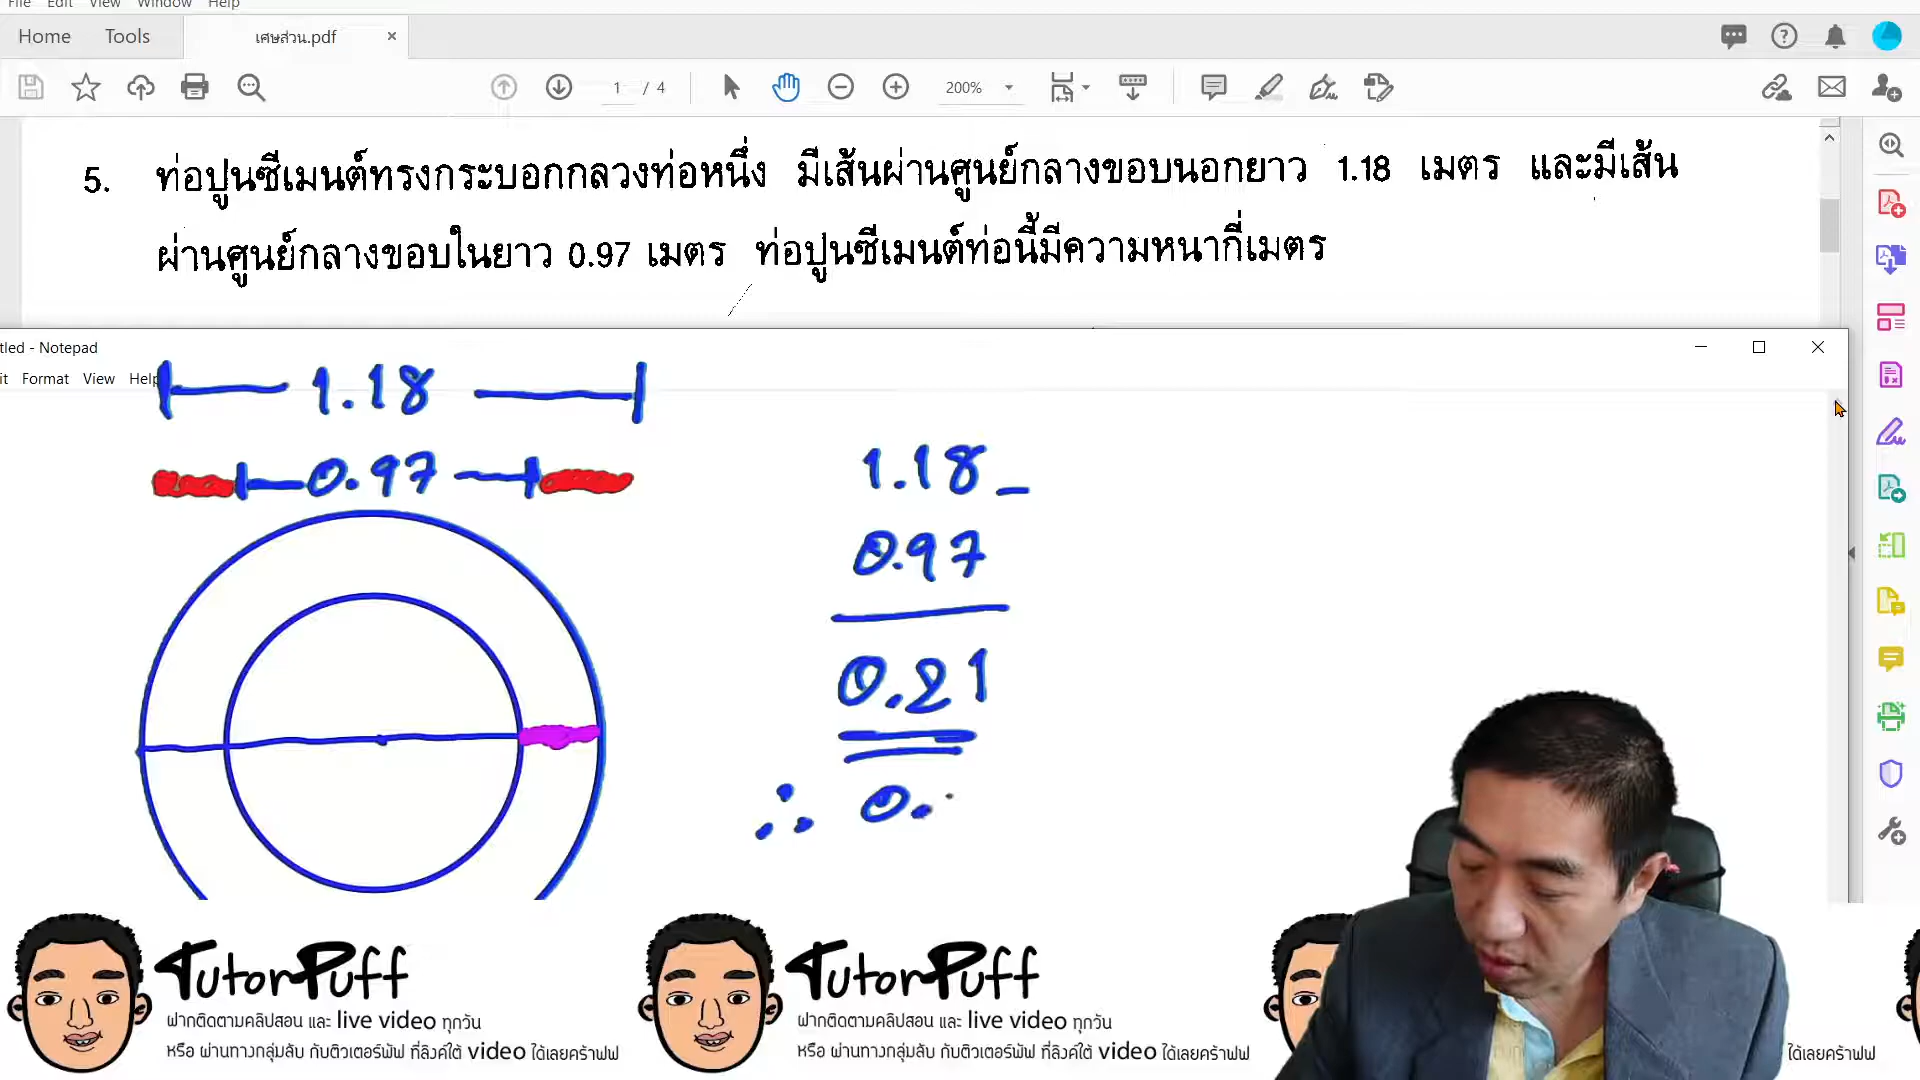 File Edit View Window Help
Home Tools เศษส่วน.pdf ×
1 / 4 200%
5. ท่อปูนซีเมนต์ทรงกระบอกกลวงท่อหนึ่ง มีเส้นผ่านศูนย์กลางขอบนอกยาว 1.18 เมตร และมีเส้น
ผ่านศูนย์กลางขอบในยาว 0.97 เมตร ท่อปูนซีเมนต์ท่อนี้มีความหนากี่เมตร
tled - Notepad
it Format View Help
1.18
0.97
1.18 -
0.97
0.21
∴ 0.
TutorPuff
ฝากติดตามคลิปสอน และ live video ทุกวัน
หรือ ผ่านทางกลุ่มลับ กับติวเตอร์พัฟ ที่ลิงค์ใต้ video ได้เลยคร้าฟฟ
TutorPuff
ฝากติดตามคลิปสอน และ live video ทุกวัน
หรือ ผ่านทางกลุ่มลับ กับติวเตอร์พัฟ ที่ลิงค์ใต้ video ได้เลยคร้าฟฟ
ได้เลยคร้าฟฟ